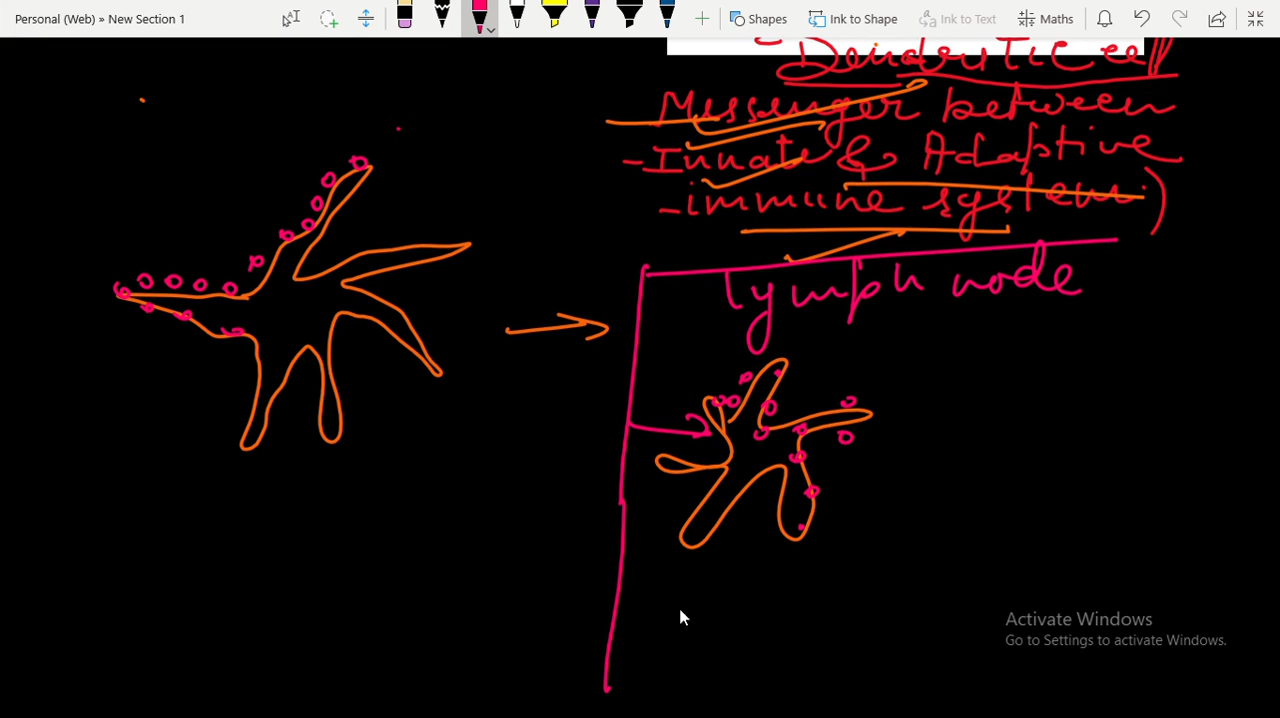 Personal (Web) » New Section 1
Shapes
Ink to Shape
Ink to Text
Maths
Dendritic cell
Messenger between
- Innate & Adaptive
- immune system)
lymph node
Activate Windows
Go to Settings to activate Windows.